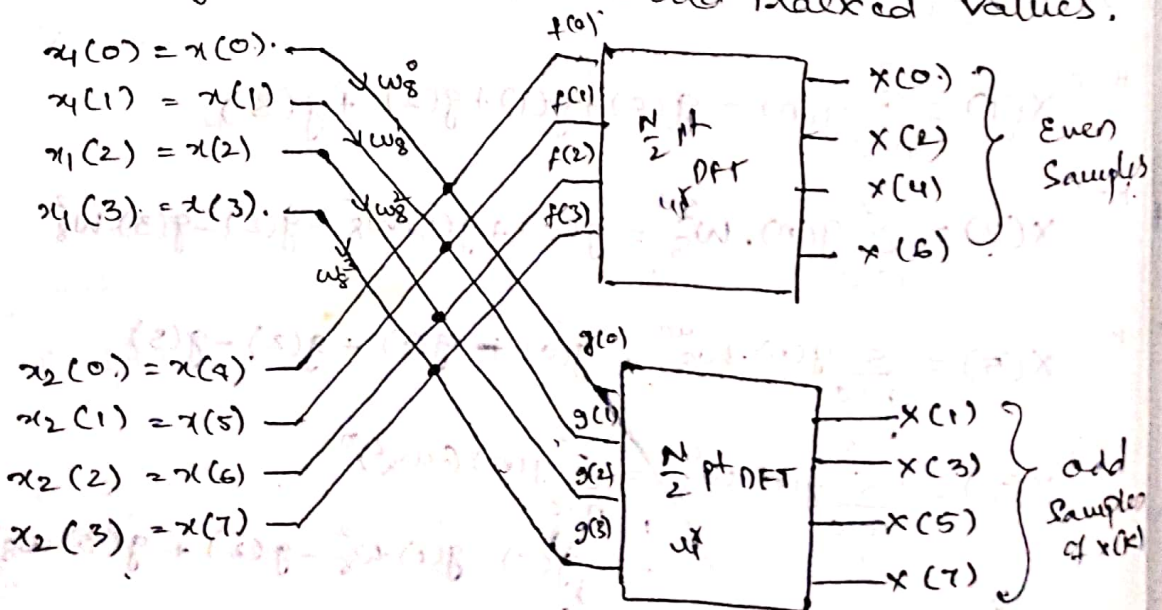 Indexed Values.
x1(0) = x(0).
x1(1) = x(1)
x1(2) = x(2)
x1(3) = x(3).
x2(0) = x(4)
x2(1) = x(5)
x2(2) = x(6)
x2(3) = x(7)
w8^0
w8^1
w8^2
w8^3
f(0)
f(1)
f(2)
f(3)
N/2 pt
DFT
X(0)
X(2)
X(4)
X(6)
Even
Samples
g(0)
g(1)
g(2)
g(3)
N/2 pt DFT
X(1)
X(3)
X(5)
X(7)
odd
Samples
of x(k)